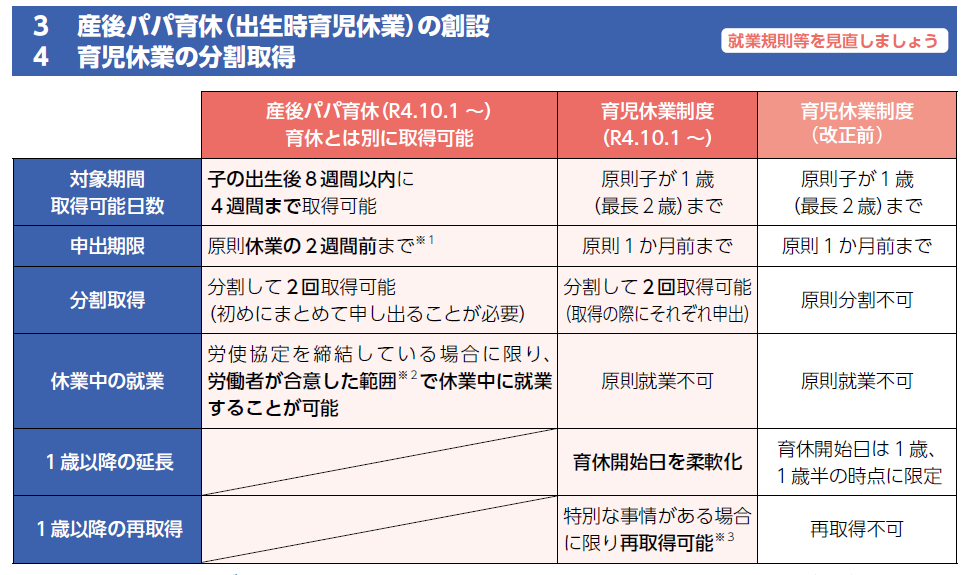 3 産後パパ育休（出生時育児休業）の創設
4 育児休業の分割取得
就業規則等を見直しましょう
産後パパ育休（R4.10.1～）
育休とは別に取得可能
育児休業制度
（R4.10.1～）
育児休業制度
（改正前）
対象期間
取得可能日数
子の出生後８週間以内に
４週間まで取得可能
原則子が１歳
（最長２歳）まで
原則子が１歳
（最長２歳）まで
申出期限
原則休業の２週間前まで※1
原則１か月前まで
原則１か月前まで
分割取得
分割して２回取得可能
（初めにまとめて申し出ることが必要）
分割して２回取得可能
（取得の際にそれぞれ申出）
原則分割不可
休業中の就業
労使協定を締結している場合に限り、
労働者が合意した範囲※2で休業中に就業
することが可能
原則就業不可
原則就業不可
１歳以降の延長
育休開始日を柔軟化
育休開始日は１歳、
１歳半の時点に限定
１歳以降の再取得
特別な事情がある場合
に限り再取得可能※3
再取得不可